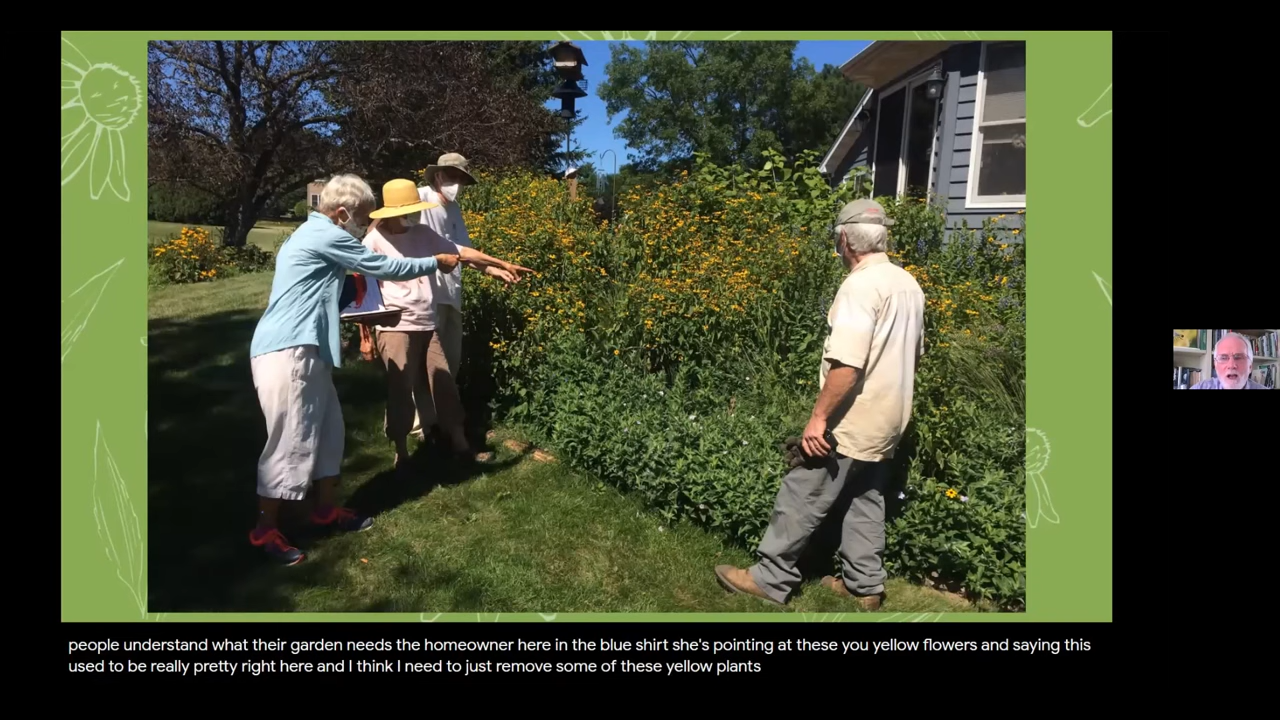 people understand what their garden needs the homeowner here in the blue shirt she's pointing at these you yellow flowers and saying this
used to be really pretty right here and I think I need to just remove some of these yellow plants